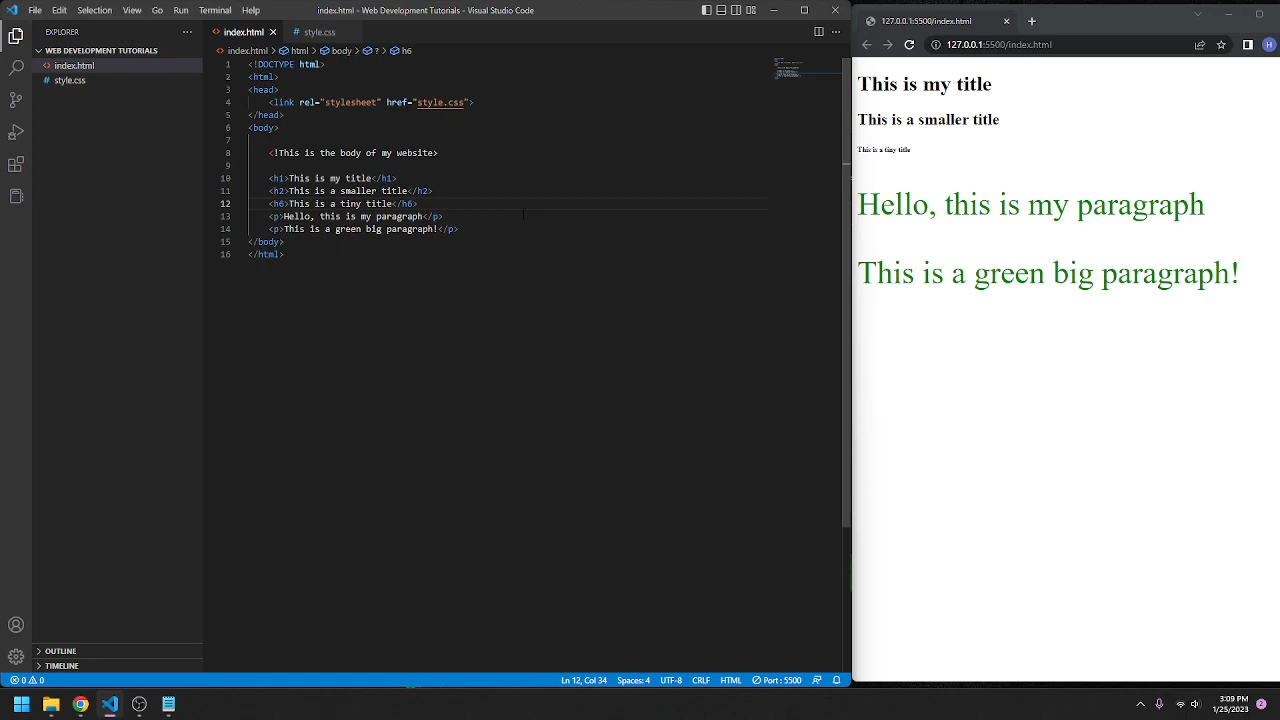 File Edit Selection View Go Run Terminal Help
index.html - Web Development Tutorials - Visual Studio Code
EXPLORER
WEB DEVELOPMENT TUTORIALS
index.html
style.css
OUTLINE
TIMELINE
index.html
style.css
index.html > html > body > ? > h6
1 <!DOCTYPE html>
2 <html>
3 <head>
4 <link rel="stylesheet" href="style.css">
5 </head>
6 <body>
7
8 <!This is the body of my website>
9
10 <h1>This is my title</h1>
11 <h2>This is a smaller title</h2>
12 <h6>This is a tiny title</h6>
13 <p>Hello, this is my paragraph</p>
14 <p>This is a green big paragraph!</p>
15 </body>
16 </html>
0 0
Ln 12, Col 34 Spaces: 4 UTF-8 CRLF HTML Port : 5500
127.0.0.1:5500/index.html
127.0.0.1:5500/index.html
H
This is my title
This is a smaller title
This is a tiny title
Hello, this is my paragraph
This is a green big paragraph!
3:09 PM
1/23/2023
2